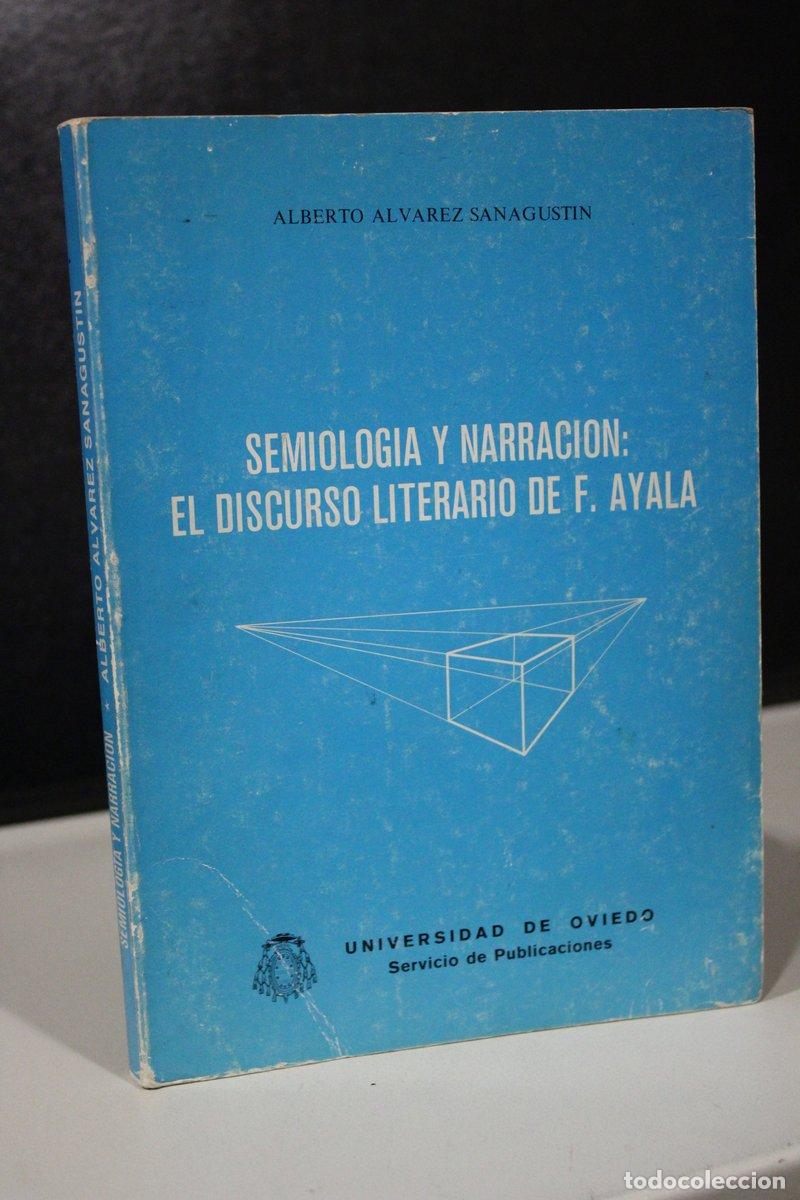 ALBERTO ALVAREZ SANAGUSTIN
SEMIOLOGIA Y NARRACION:
EL DISCURSO LITERARIO DE F. AYALA
UNIVERSIDAD DE OVIEDO
Servicio de Publicaciones
SEMIOLOGIA Y NARRACION * ALBERTO ALVAREZ SANAGUSTIN
todocoleccion